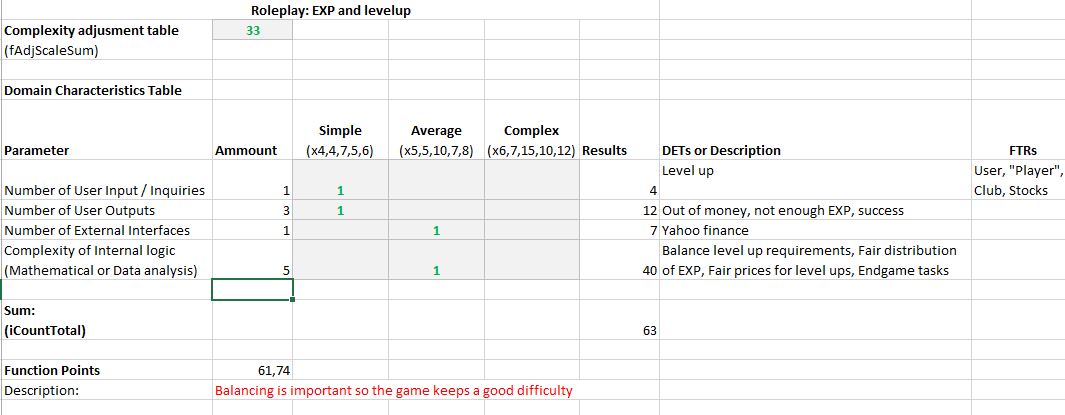 Roleplay: EXP and levelup
Complexity adjusment table 33
(fAdjScaleSum)
Domain Characteristics Table
Simple Average Complex
Parameter Ammount (x4,4,7,5,6) (x5,5,10,7,8) (x6,7,15,10,12) Results DETs or Description FTRs
Level up User, "Player",
Number of User Input / Inquiries 1 1 4 Club, Stocks
Number of User Outputs 3 1 12 Out of money, not enough EXP, success
Number of External Interfaces 1 1 7 Yahoo finance
Complexity of Internal logic Balance level up requirements, Fair distribution
(Mathematical or Data analysis) 5 1 40 of EXP, Fair prices for level ups, Endgame tasks
Sum:
(iCountTotal) 63
Function Points 61,74
Description: Balancing is important so the game keeps a good difficulty